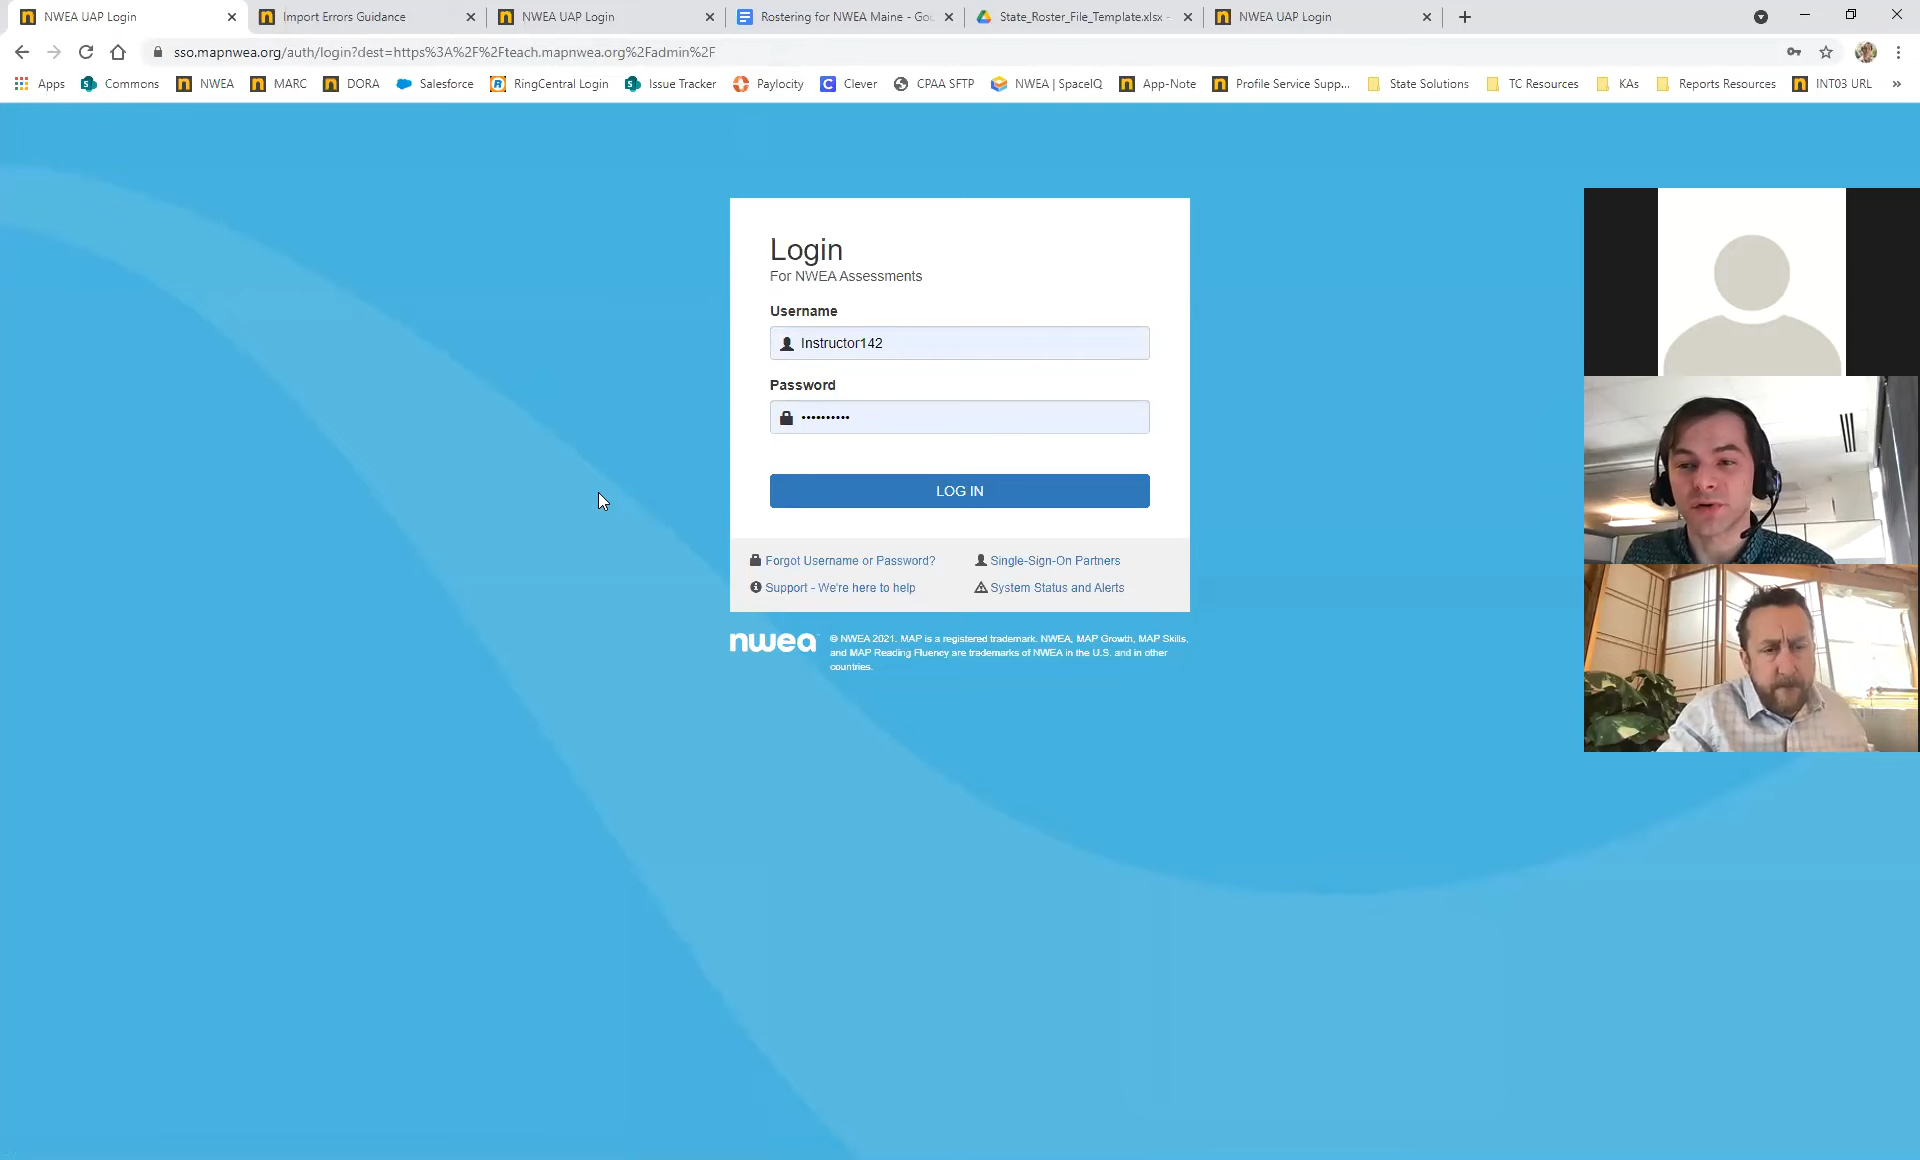 NWEA UAP Login
Import Errors Guidance
NWEA UAP Login
Rostering for NWEA Maine - Goo
State_Roster_File_Template.xlsx -
NWEA UAP Login
sso.mapnwea.org/auth/login?dest=https%3A%2F%2Fteach.mapnwea.org%2Fadmin%2F
Apps
Commons
NWEA
MARC
DORA
Salesforce
RingCentral Login
Issue Tracker
Paylocity
Clever
CPAA SFTP
NWEA | SpaceIQ
App-Note
Profile Service Supp...
State Solutions
TC Resources
KAs
Reports Resources
INT03 URL
»
Login
For NWEA Assessments
Username
Instructor142
Password
••••••••••
LOG IN
Forgot Username or Password?
Single-Sign-On Partners
Support - We're here to help
System Status and Alerts
nwea
© NWEA 2021. MAP is a registered trademark. NWEA, MAP Growth, MAP Skills,
and MAP Reading Fluency are trademarks of NWEA in the U.S. and in other
countries.